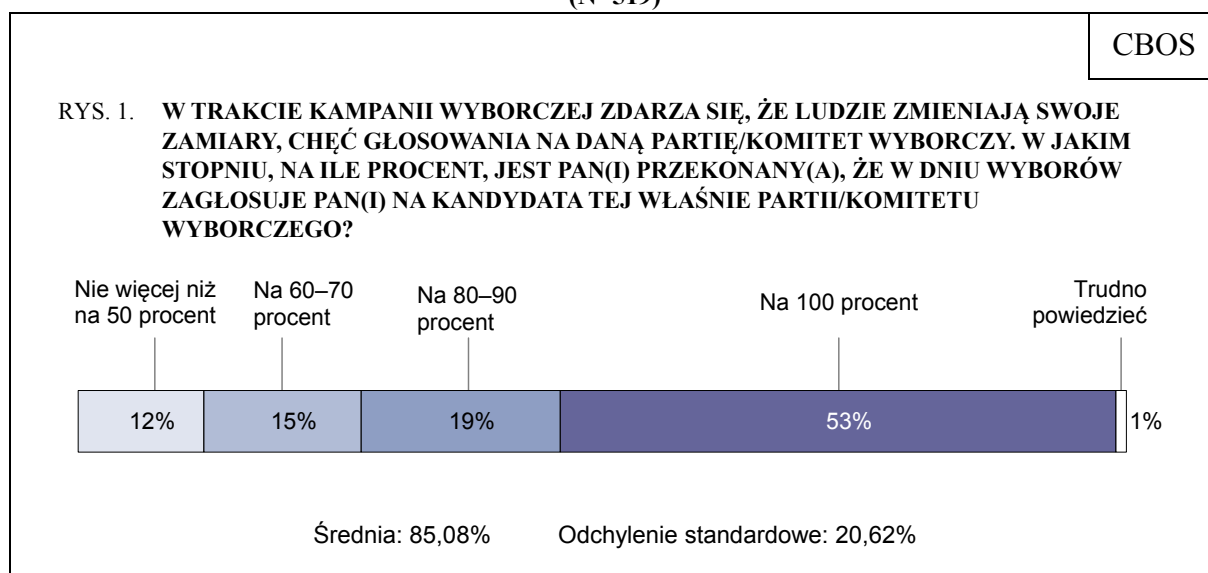 CBOS
RYS. 1. W TRAKCIE KAMPANII WYBORCZEJ ZDARZA SIĘ, ŻE LUDZIE ZMIENIAJĄ SWOJE
ZAMIARY, CHĘĆ GŁOSOWANIA NA DANĄ PARTIĘ/KOMITET WYBORCZY. W JAKIM
STOPNIU, NA ILE PROCENT, JEST PAN(I) PRZEKONANY(A), ŻE W DNIU WYBORÓW
ZAGŁOSUJE PAN(I) NA KANDYDATA TEJ WŁAŚNIE PARTII/KOMITETU
WYBORCZEGO?
Nie więcej niż
na 50 procent
Na 60–70
procent
Na 80–90
procent
Na 100 procent
Trudno
powiedzieć
12%
15%
19%
53%
1%
Średnia: 85,08% Odchylenie standardowe: 20,62%